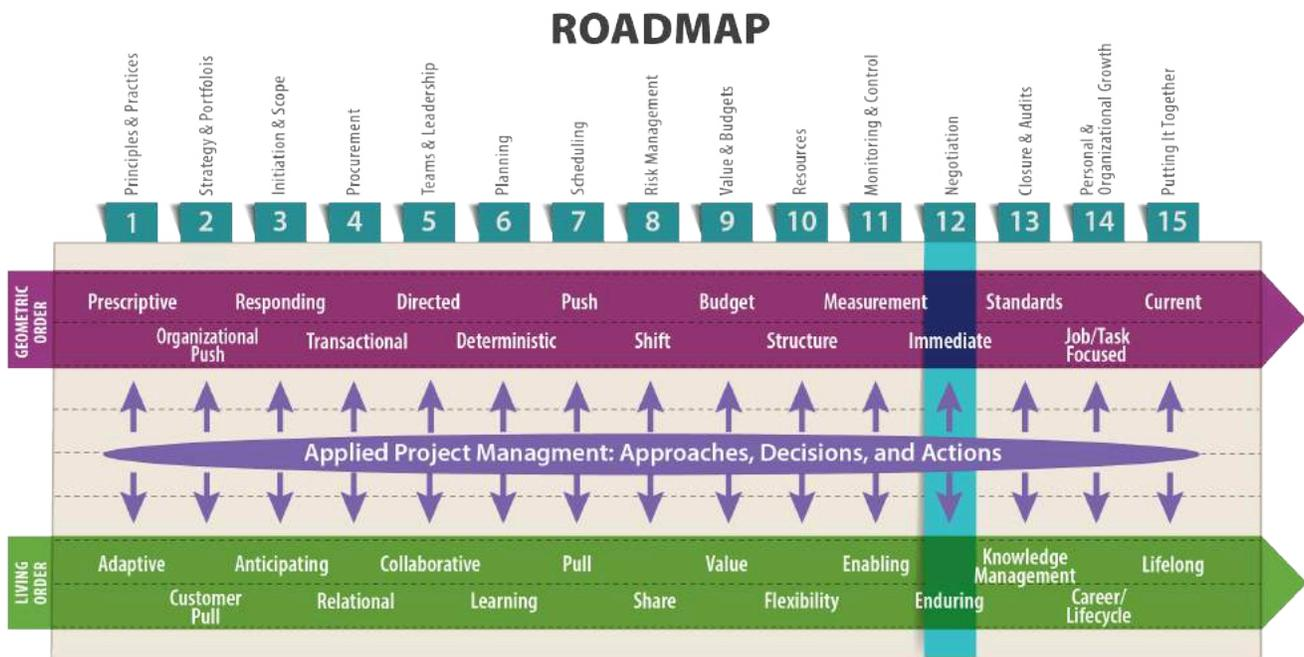 ROADMAP
Principles & Practices
Strategy & Portfolois
Initiation & Scope
Procurement
Teams & Leadership
Planning
Scheduling
Risk Management
Value & Budgets
Resources
Monitoring & Control
Negotiation
Closure & Audits
Personal &
Organizational Growth
Putting It Together
1 2 3 4 5 6 7 8 9 10 11 12 13 14 15
GEOMETRIC
ORDER
Prescriptive Responding Directed Push Budget Measurement Standards Current
Organizational
Push
Transactional Deterministic Shift Structure Immediate
Job/Task
Focused
Applied Project Managment: Approaches, Decisions, and Actions
LIVING
ORDER
Adaptive Anticipating Collaborative Pull Value Enabling
Knowledge
Management
Lifelong
Customer
Pull
Relational Learning Share Flexibility Enduring
Career/
Lifecycle